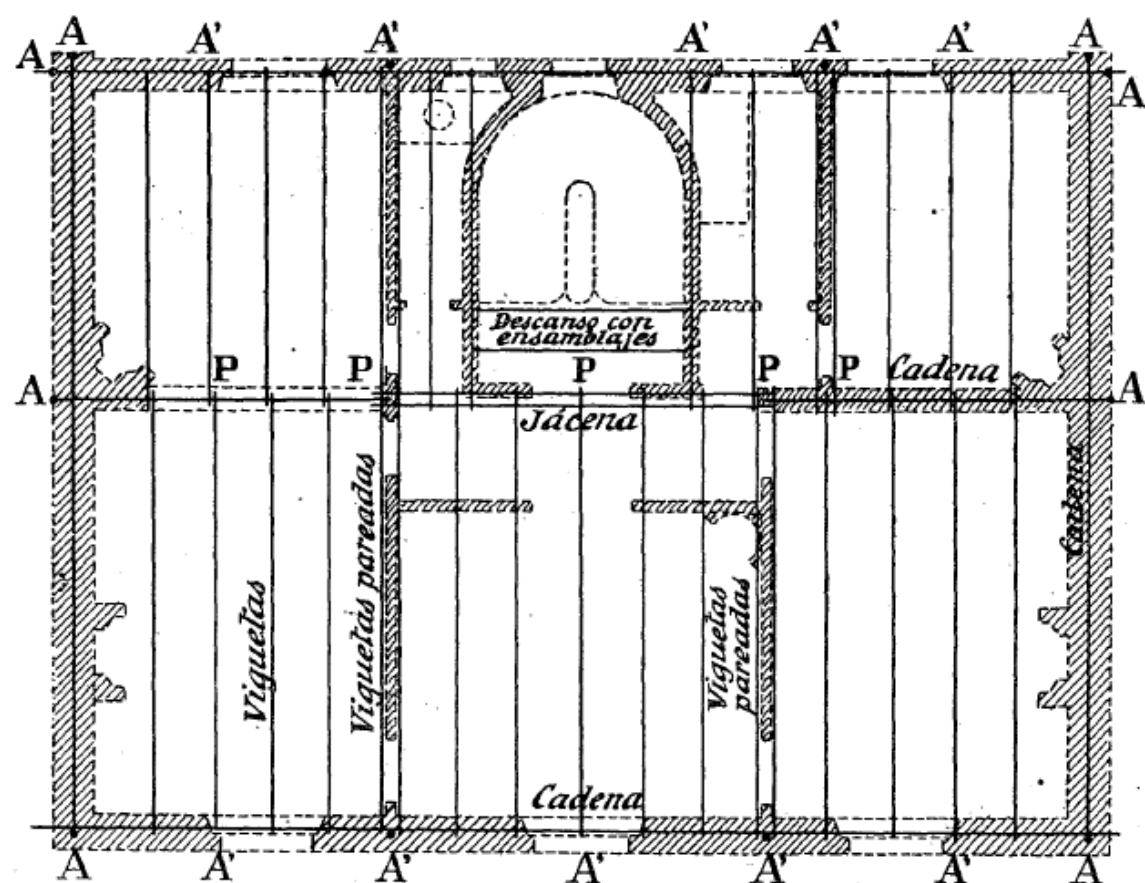 A A' A' A' A' A' A
A A
Descanso con
ensamblajes
P P P P P
Cadena
A A
Jácena
Viguetas
Viguetas pareadas
Viguetas
pareadas
Cadena
Cadena
A A' A' A' A' A' A